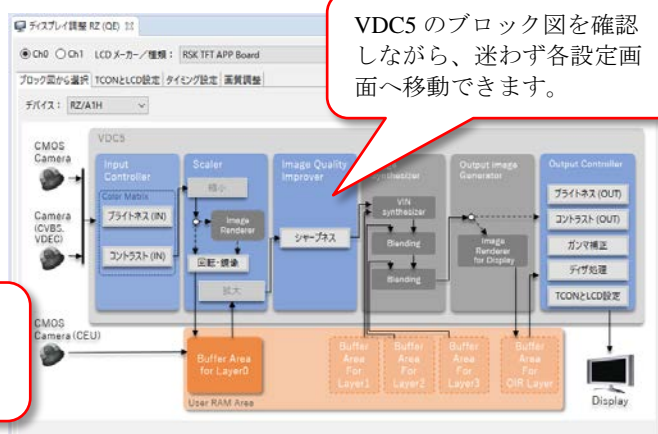 ディスプレイ調整 RZ (QE)
VDC5 のブロック図を確認
しながら、迷わず各設定画
面へ移動できます。
Ch0 Ch1 LCD メーカー/種類： RSK TFT APP Board
ブロック図から選択 TCONとLCD設定 タイミング設定 画質調整
デバイス： RZ/A1H
VDC5
CMOS
Camera
Camera
(CVBS,
VDEC)
CMOS
Camera (CEU)
Input
Controller
Color Matrix
ブライトネス (IN)
コントラスト (IN)
Scaler
縮小
Image
Renderer
回転・鏡像
拡大
Image Quality
Improver
シャープネス
VIN
synthesizer
Blending
Blending
Output Image
Generator
Image
Renderer
for Display
Output Controller
ブライトネス (OUT)
コントラスト (OUT)
ガンマ補正
ディザ処理
TCONとLCD設定
Buffer Area
for Layer0
User RAM Area
Buffer
Area
For
Layer1
Buffer
Area
For
Layer2
Buffer
Area
For
Layer3
Buffer
Area
For
OIR Layer
Display